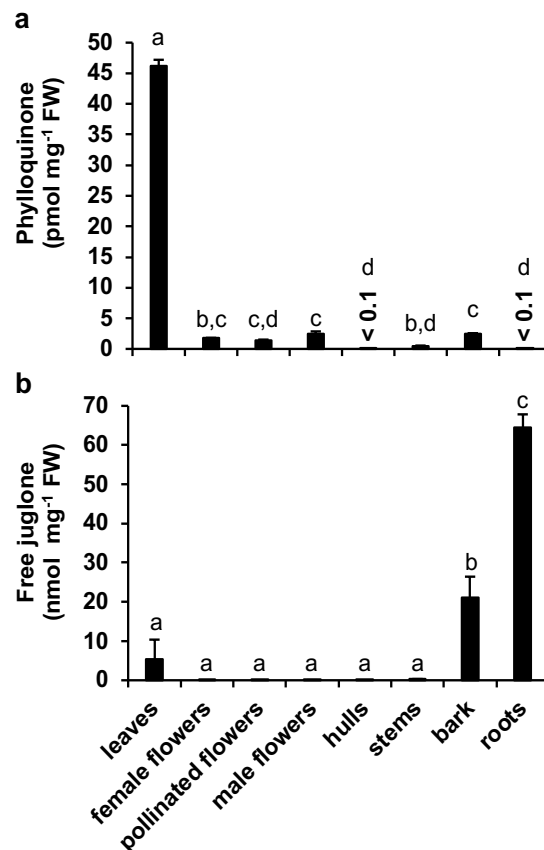 a
Phylloquinone
(pmol mg-1 FW)
50
45
40
35
30
25
20
15
10
5
0
a
b,c
c,d
c
d
< 0.1
b,d
c
d
< 0.1
b
Free juglone
(nmol mg-1 FW)
70
60
50
40
30
20
10
0
a
a
a
a
a
a
b
c
leaves
female flowers
pollinated flowers
male flowers
hulls
stems
bark
roots